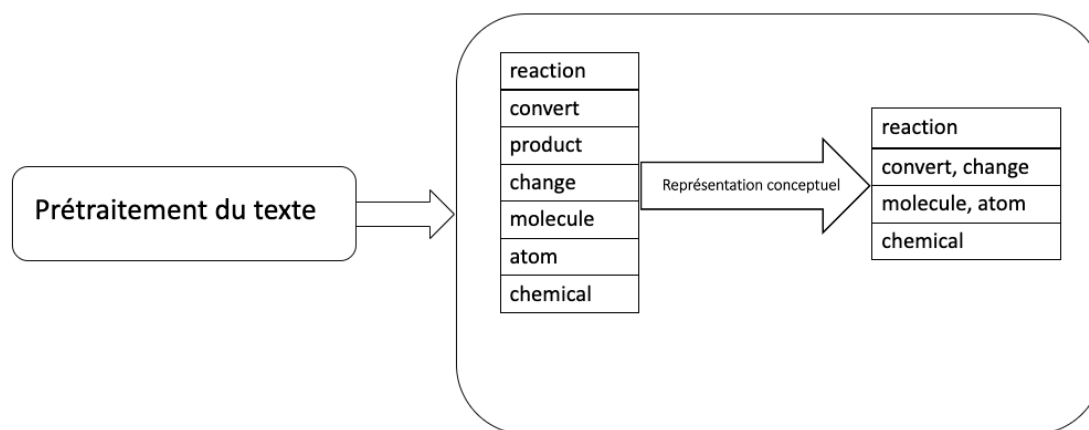 Prétraitement du texte
reaction
convert
product
change
molecule
atom
chemical
Représentation conceptuel
reaction
convert, change
molecule, atom
chemical